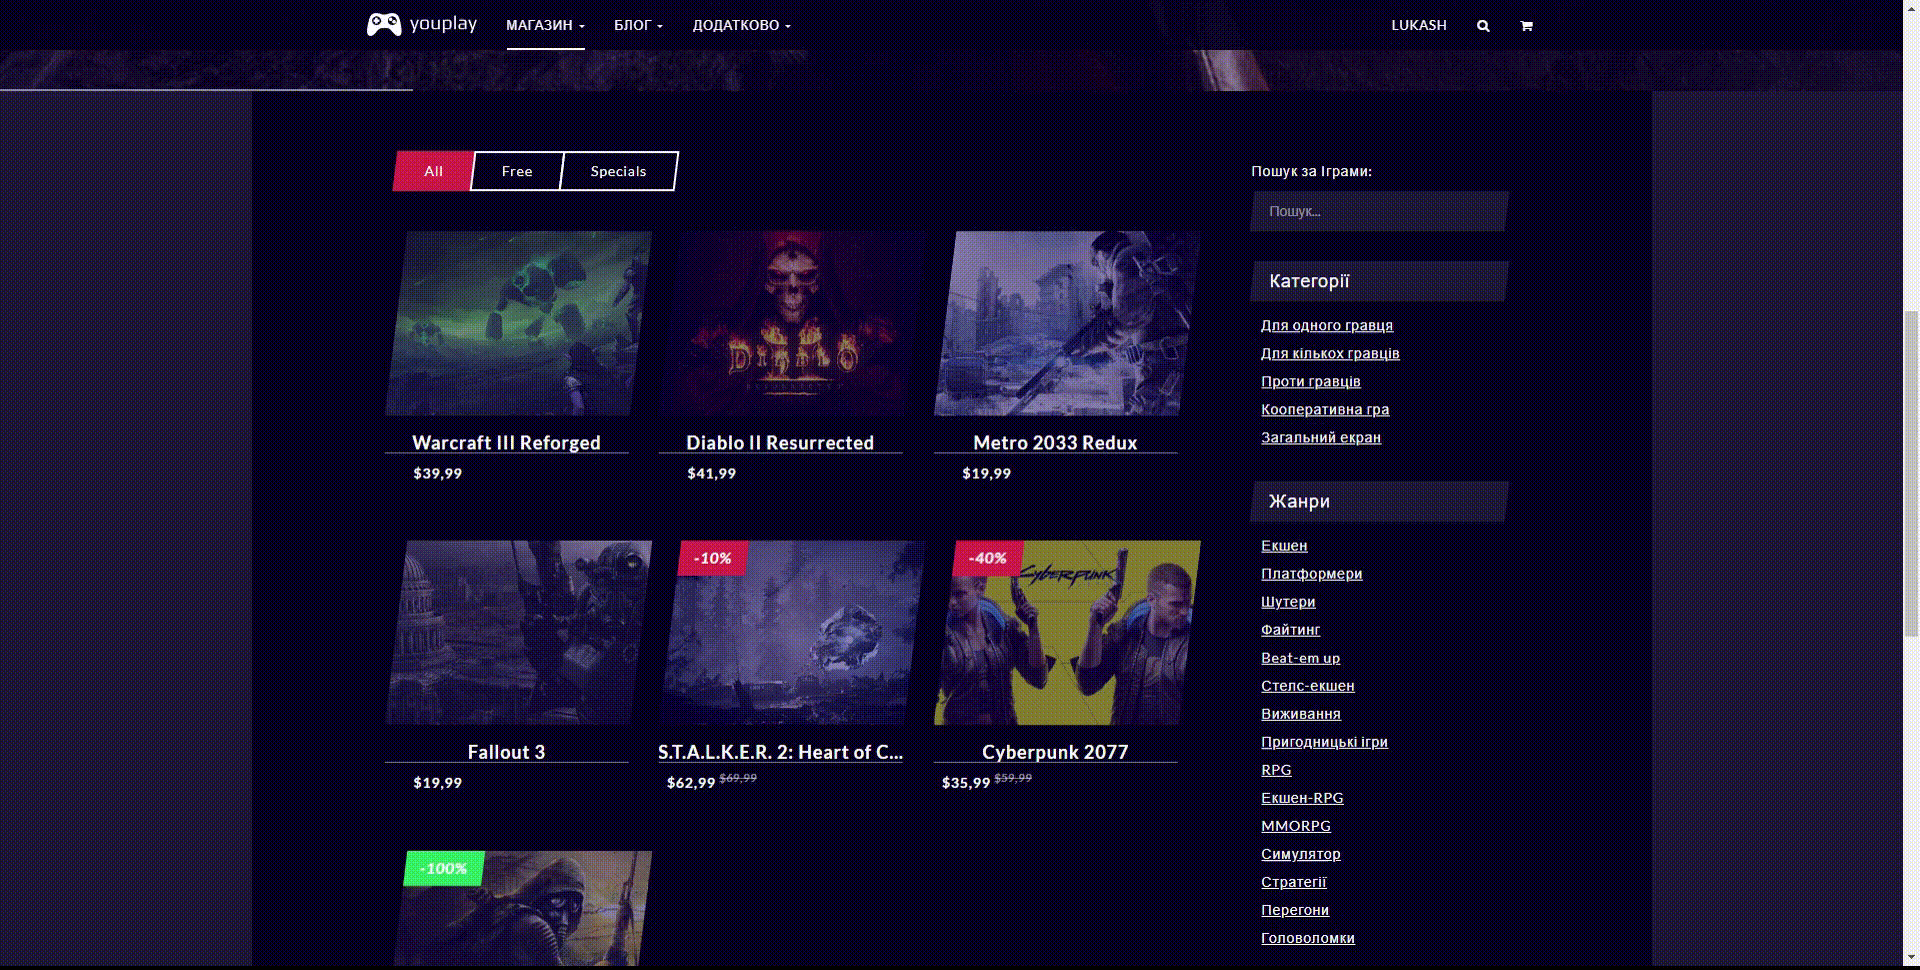 youplay МАГАЗИН БЛОГ ДОДАТКОВО LUKASH
All Free Specials
Пошук за Іграми:
Пошук...
Категорії
Для одного гравця
Для кількох гравців
Проти гравців
Кооперативна гра
Загальний екран
DIABLO
RESURRECTED
Warcraft III Reforged
Diablo II Resurrected
Metro 2033 Redux
$39,99
$41,99
$19,99
Жанри
Екшен
Платформери
Шутери
Файтинг
Beat-em up
Стелс-екшен
Виживання
Пригодницькі ігри
RPG
Екшен-RPG
MMORPG
Симулятор
Стратегії
Перегони
Головоломки
-10%
-40%
Cyberpunk
Fallout 3
S.T.A.L.K.E.R. 2: Heart of C...
Cyberpunk 2077
$19,99
$62,99 $69,99
$35,99 $59,99
-100%